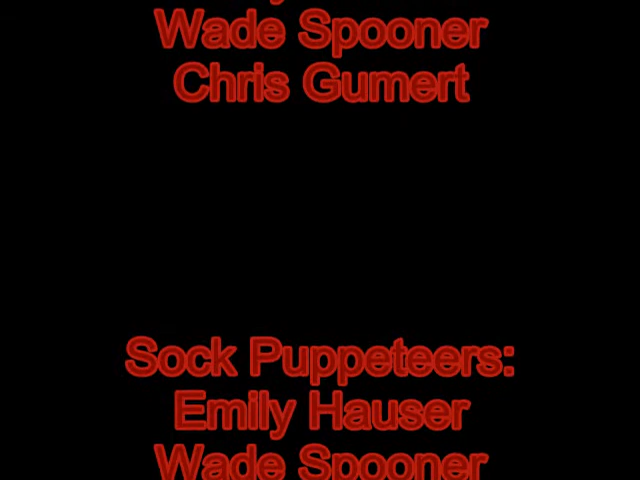 Wade Spooner
Chris Gumert
Sock Puppeteers:
Emily Hauser
Wade Spooner